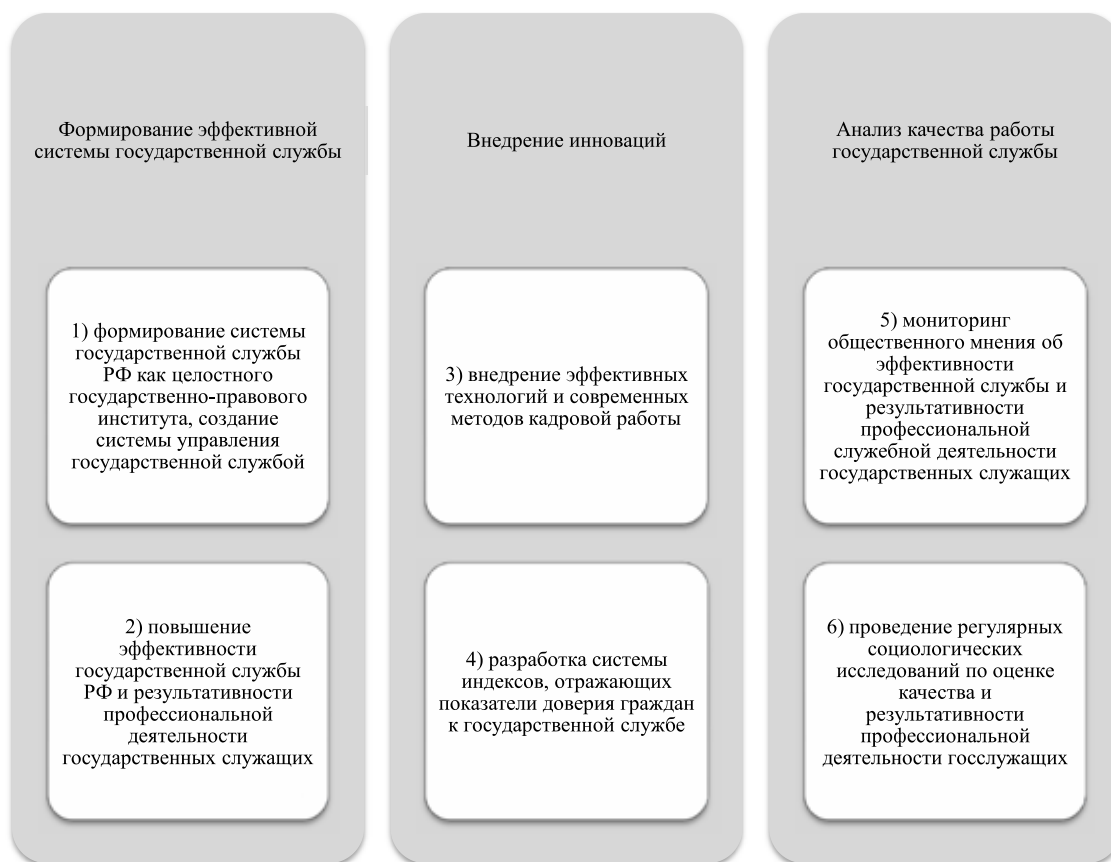 Формирование эффективной
системы государственной службы
1) формирование системы
государственной службы
РФ как целостного
государственно-правового
института, создание
системы управления
государственной службой
2) повышение
эффективности
государственной службы
РФ и результативности
профессиональной
деятельности
государственных служащих
Внедрение инноваций
3) внедрение эффективных
технологий и современных
методов кадровой работы
4) разработка системы
индексов, отражающих
показатели доверия граждан
к государственной службе
Анализ качества работы
государственной службы
5) мониторинг
общественного мнения об
эффективности
государственной службы и
результативности
профессиональной
служебной деятельности
государственных служащих
6) проведение регулярных
социологических
исследований по оценке
качества и
результативности
профессиональной
деятельности госслужащих